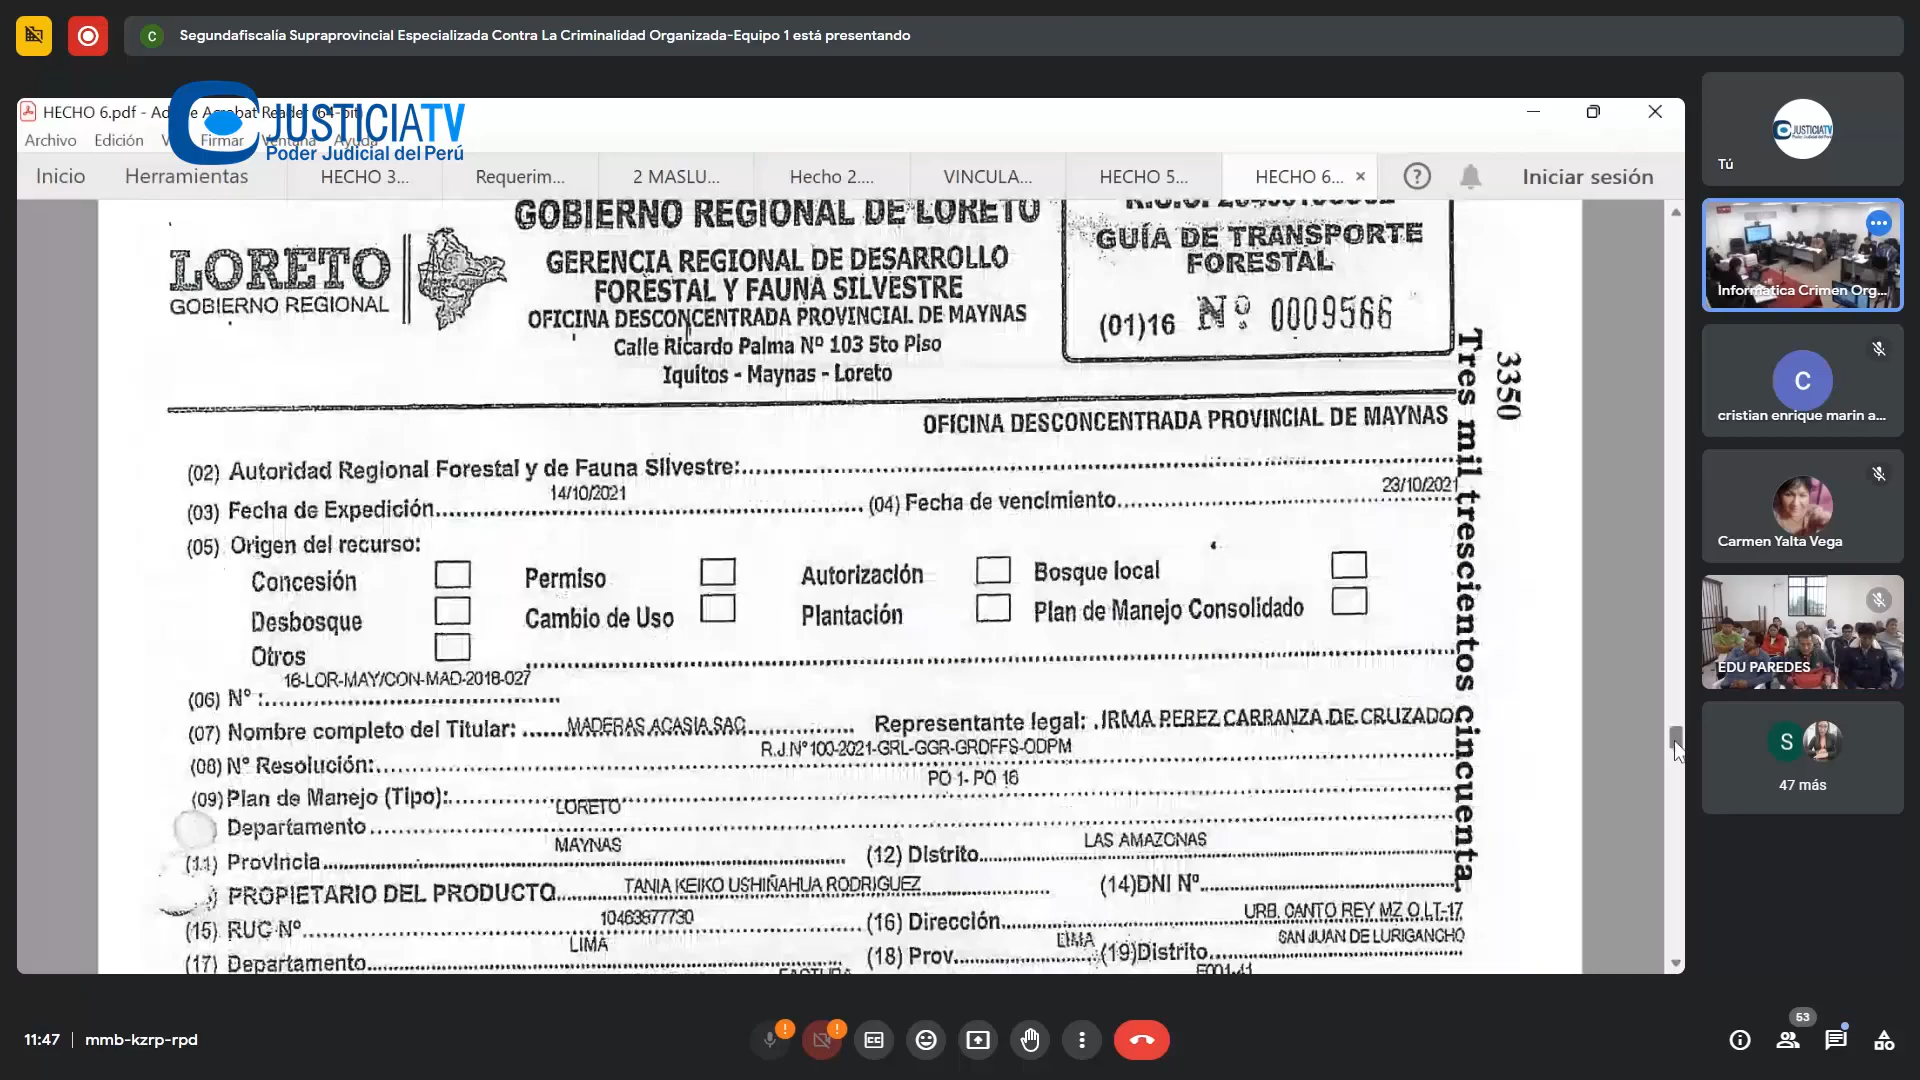 Segundafiscalía Supraprovincial Especializada Contra La Criminalidad Organizada-Equipo 1 está presentando
HECHO 6.pdf - Adobe Acrobat Reader (64-bit)
JUSTICIATV
Poder Judicial del Perú
Archivo Edición Firmar Ventana Ayuda
Inicio Herramientas HECHO 3... Requerim... 2 MASLU... Hecho 2.... VINCULA... HECHO 5... HECHO 6... Iniciar sesión
LORETO
GOBIERNO REGIONAL
GOBIERNO REGIONAL DE LORETO
GERENCIA REGIONAL DE DESARROLLO
FORESTAL Y FAUNA SILVESTRE
OFICINA DESCONCENTRADA PROVINCIAL DE MAYNAS
Calle Ricardo Palma Nº 103 5to Piso
Iquitos - Maynas - Loreto
GUÍA DE TRANSPORTE
FORESTAL
(01)16 Nº 0009566
3350
Tres mil trescientos cincuenta.
OFICINA DESCONCENTRADA PROVINCIAL DE MAYNAS
(02) Autoridad Regional Forestal y de Fauna Silvestre:
(03) Fecha de Expedición 14/10/2021 (04) Fecha de vencimiento 23/10/2021
(05) Origen del recurso:
Concesión Permiso Autorización Bosque local
Desbosque Cambio de Uso Plantación Plan de Manejo Consolidado
Otros
(06) N° : 16-LOR-MAY/CON-MAD-2018-027
(07) Nombre completo del Titular: MADERAS ACASIA SAC Representante legal: IRMA PEREZ CARRANZA DE CRUZADO
(08) Nº Resolución: R.J.N°100-2021-GRL-GGR-GRDFFS-ODPM
(09) Plan de Manejo (Tipo): PO 1- PO 16
Departamento LORETO
(11) Provincia MAYNAS (12) Distrito LAS AMAZONAS
PROPIETARIO DEL PRODUCTO TANIA KEIKO USHIÑAHUA RODRIGUEZ (14)DNI Nº
(15) RUC Nº 10463977730 (16) Dirección URB. CANTO REY MZ O.LT-17
(17) Departamento LIMA (18) Prov. LIMA (19)Distrito SAN JUAN DE LURIGANCHO
FACTURA E001-41
JUSTICIATV
Tú
Informatica Crimen Org...
C
cristian enrique marin a...
Carmen Yalta Vega
EDU PAREDES
S
47 más
11:47 mmb-kzrp-rpd
53